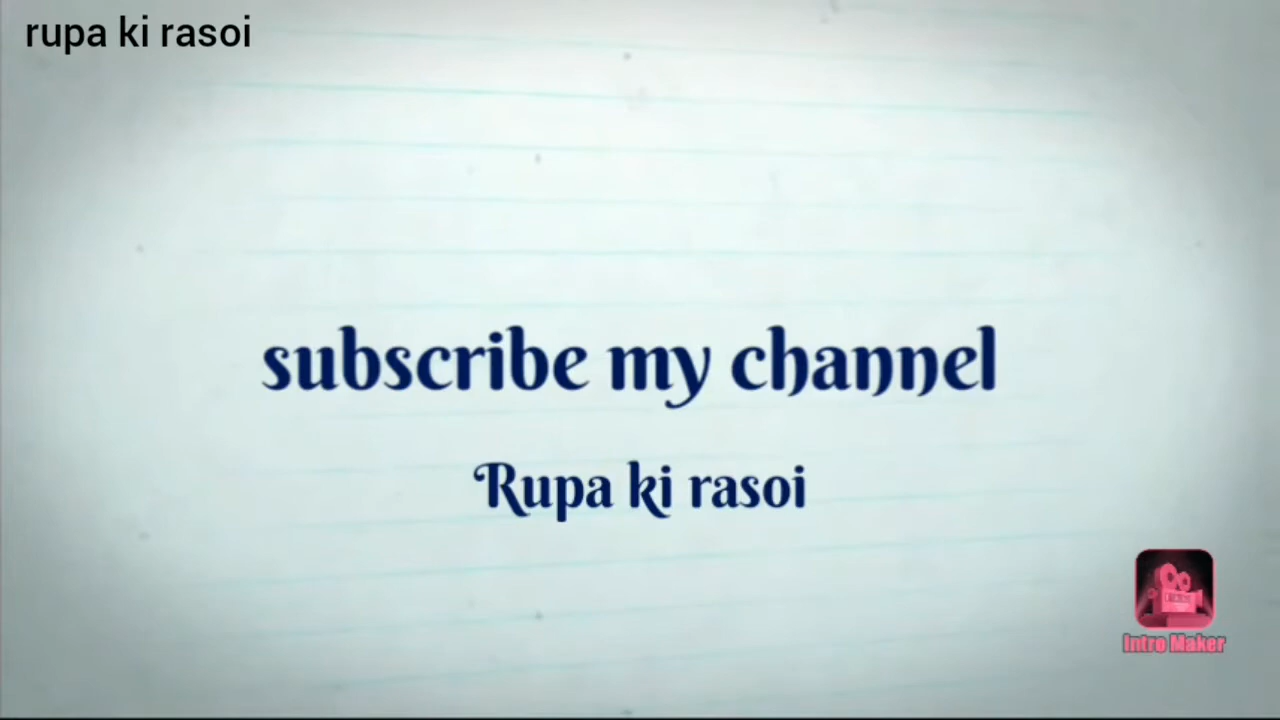 rupa ki rasoi
subscribe my channel
Rupa ki rasoi
Intro Maker